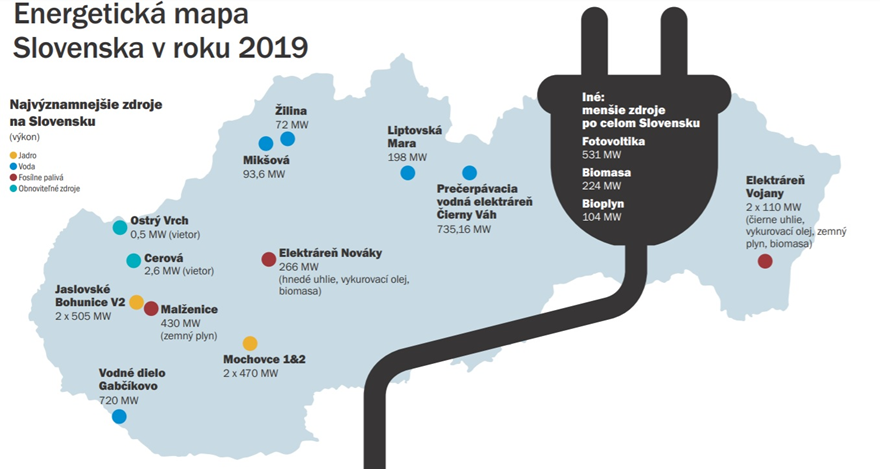 Energetická mapa
Slovenska v roku 2019
Najvýznamnejšie zdroje
na Slovensku
(výkon)
Jadro
Voda
Fosílne palivá
Obnoviteľné zdroje
Žilina
72 MW
Mikšová
93,6 MW
Liptovská
Mara
198 MW
Prečerpávacia
vodná elektráreň
Čierny Váh
735,16 MW
Iné:
menšie zdroje
po celom Slovensku
Fotovoltika
531 MW
Biomasa
224 MW
Bioplyn
104 MW
Elektráreň
Vojany
2 x 110 MW
(čierne uhlie,
vykurovací olej, zemný
plyn, biomasa)
Ostrý Vrch
0,5 MW (vietor)
Cerová
2,6 MW (vietor)
Elektráreň Nováky
266 MW
(hnedé uhlie, vykurovací olej,
biomasa)
Jaslovské
Bohunice V2
2 x 505 MW
Malženice
430 MW
(zemný plyn)
Mochovce 1&2
2 x 470 MW
Vodné dielo
Gabčíkovo
720 MW